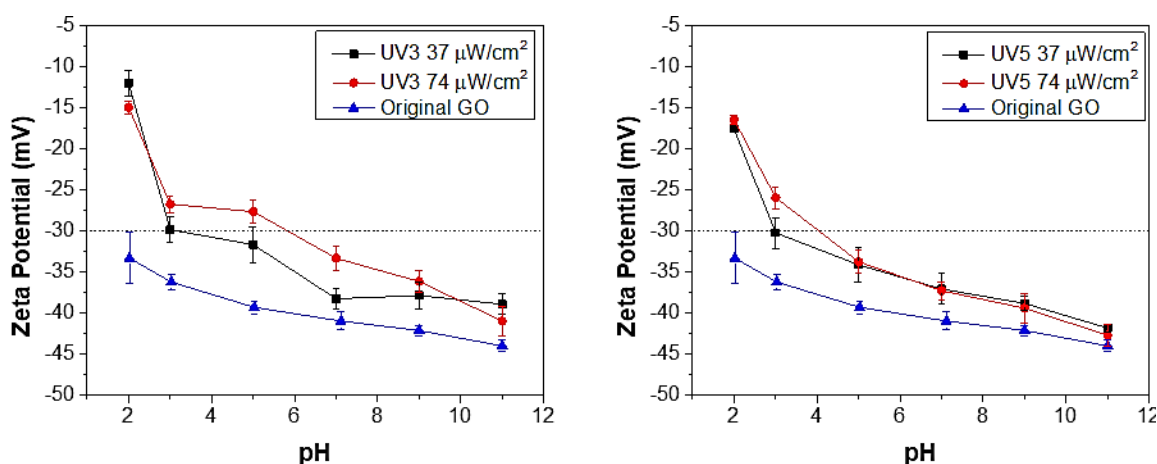 -5
-10
-15
-20
-25
-30
-35
-40
-45
-50
Zeta Potential (mV)
UV3 37 μW/cm²
UV3 74 μW/cm²
Original GO
2 4 6 8 10 12
pH
-5
-10
-15
-20
-25
-30
-35
-40
-45
-50
Zeta Potential (mV)
UV5 37 μW/cm²
UV5 74 μW/cm²
Original GO
2 4 6 8 10 12
pH